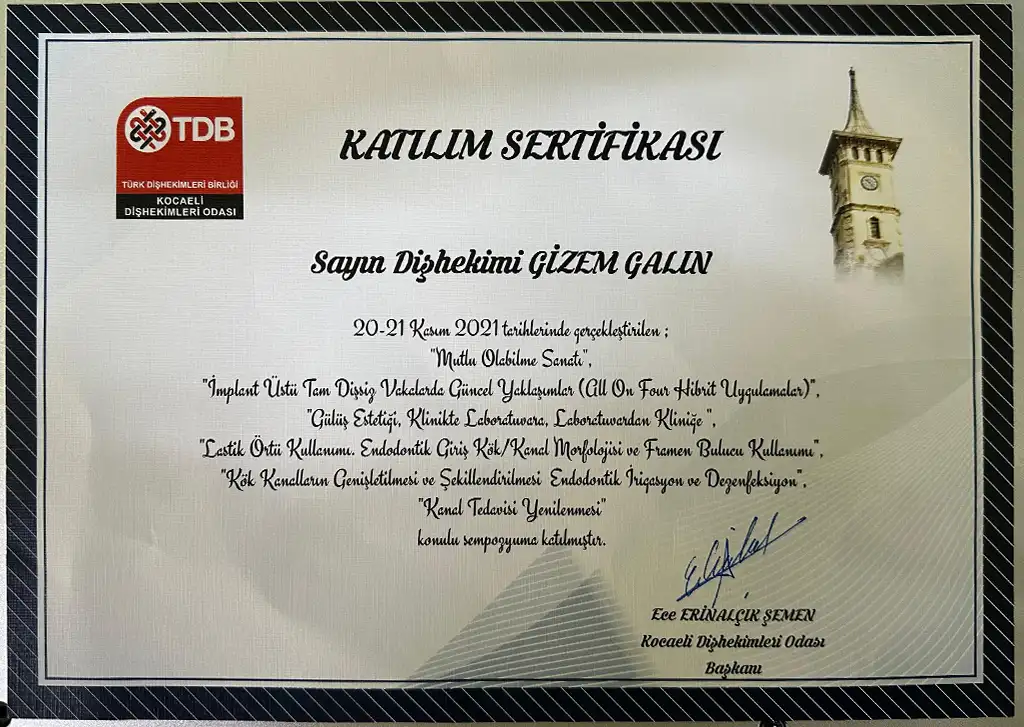 TDB
TÜRK DİŞHEKİMLERİ BİRLİĞİ
KOCAELİ
DİŞHEKİMLERİ ODASI
KATILIM SERTİFİKASI
Sayın Dişhekimi GİZEM GALIN
20-21 Kasım 2021 tarihlerinde gerçekleştirilen ;
"Mutlu Olabilme Sanatı",
"İmplant Üstü Tam Dişsiz Vakalarda Güncel Yaklaşımlar (All On Four Hibrit Uygulamalar)",
"Gülüş Estetiği, Klinikte Laboratuvara, Laboratuvardan Kliniğe ",
"Lastik Örtü Kullanımı. Endodontik Giriş Kök/Kanal Morfolojisi ve Framen Bulucu Kullanımı",
"Kök Kanalların Genişletilmesi ve Şekillendirilmesi Endodontik İrigasyon ve Dezenfeksiyon",
"Kanal Tedavisi Yenilenmesi"
konulu sempozyuma katılmıştır.
Ece ERİNALÇIK ŞEMEN
Kocaeli Dişhekimleri Odası
Başkanı